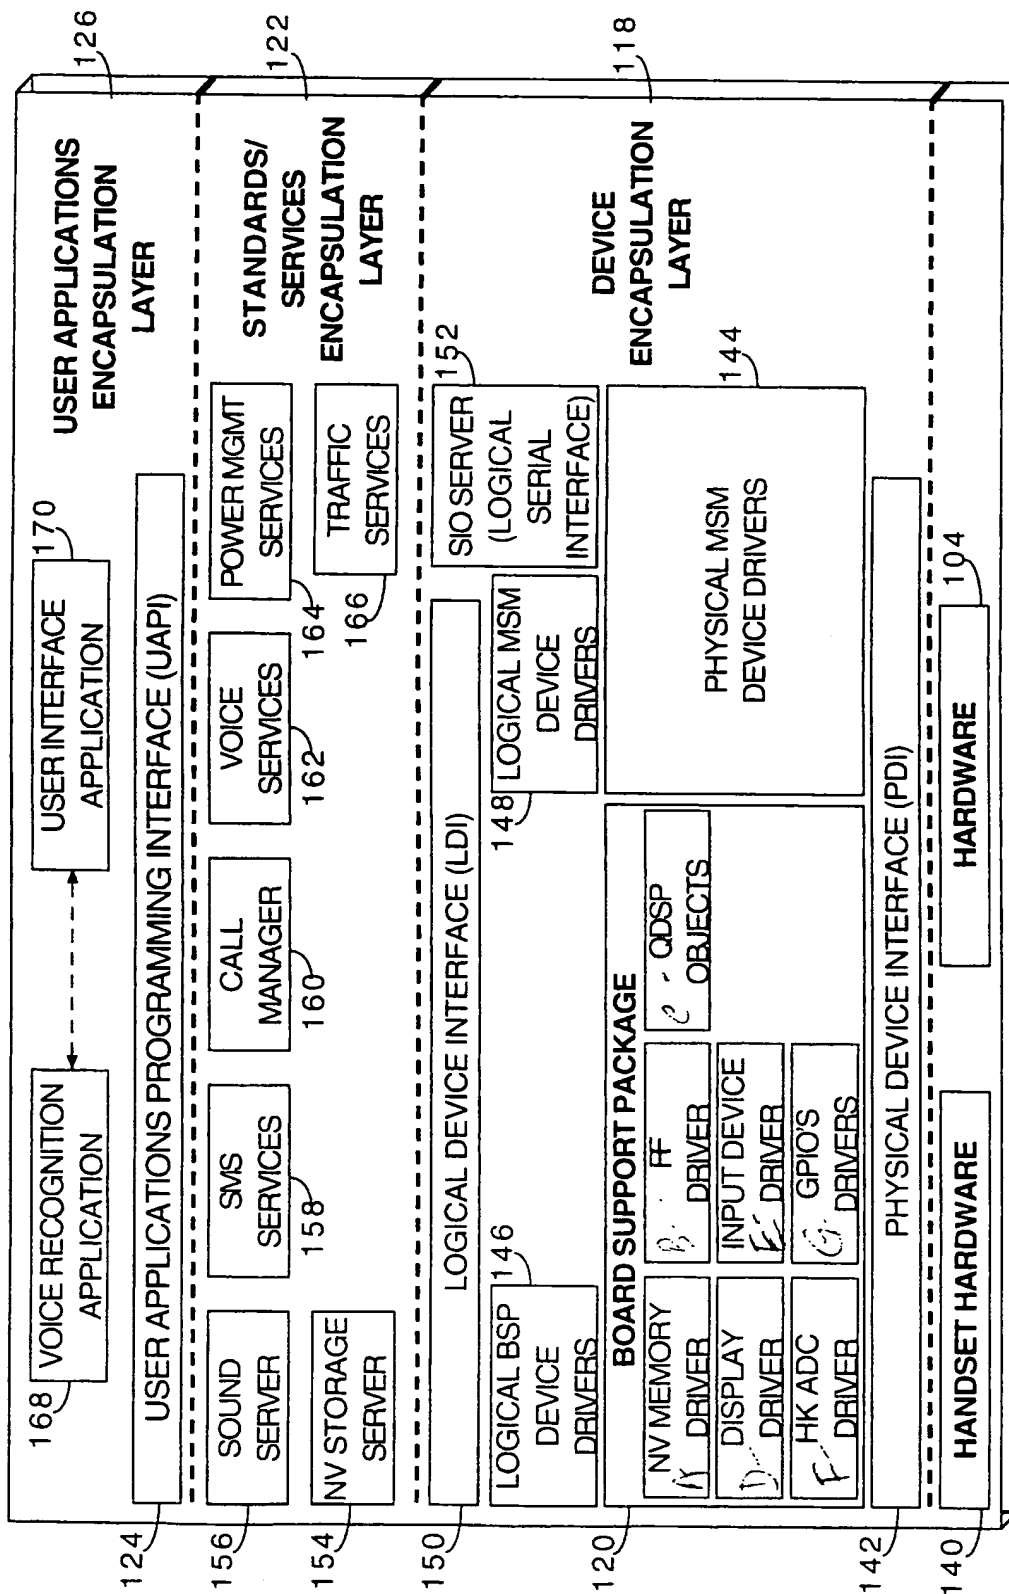 168
VOICE RECOGNITION
APPLICATION
USER INTERFACE
APPLICATION
170
USER APPLICATIONS
ENCAPSULATION
LAYER
126
124
USER APPLICATIONS PROGRAMMING INTERFACE (UAPI)
156
SOUND
SERVER
SMS
SERVICES
158
CALL
MANAGER
160
VOICE
SERVICES
162
POWER MGMT
SERVICES
164
STANDARDS/
SERVICES
ENCAPSULATION
LAYER
122
154
NV STORAGE
SERVER
TRAFFIC
SERVICES
166
150
LOGICAL DEVICE INTERFACE (LDI)
LOGICAL BSP
DEVICE
DRIVERS
146
148
LOGICAL MSM
DEVICE
DRIVERS
SIO SERVER
(LOGICAL
SERIAL
INTERFACE)
152
DEVICE
ENCAPSULATION
LAYER
118
120
BOARD SUPPORT PACKAGE
NV MEMORY
A DRIVER
B. RF
DRIVER
C - QDSP
OBJECTS
DISPLAY
D DRIVER
INPUT DEVICE
E DRIVER
HK ADC
F DRIVER
G GPIO'S
DRIVERS
PHYSICAL MSM
DEVICE DRIVERS
144
142
PHYSICAL DEVICE INTERFACE (PDI)
140
HANDSET HARDWARE
HARDWARE
104